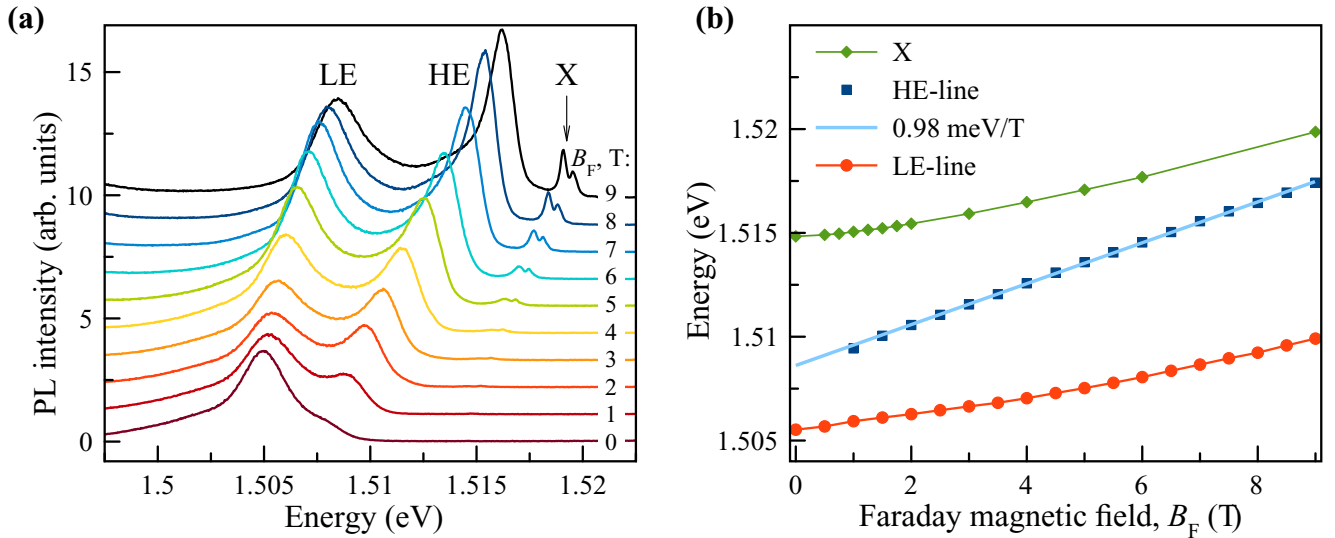 (a)
15
10
5
0
PL intensity (arb. units)
LE
HE
X
B_F, T:
9
8
7
6
5
4
3
2
1
0
1.5
1.505
1.51
1.515
1.52
Energy (eV)
(b)
X
HE-line
0.98 meV/T
LE-line
1.52
1.515
1.51
1.505
Energy (eV)
0
2
4
6
8
Faraday magnetic field, B_F (T)